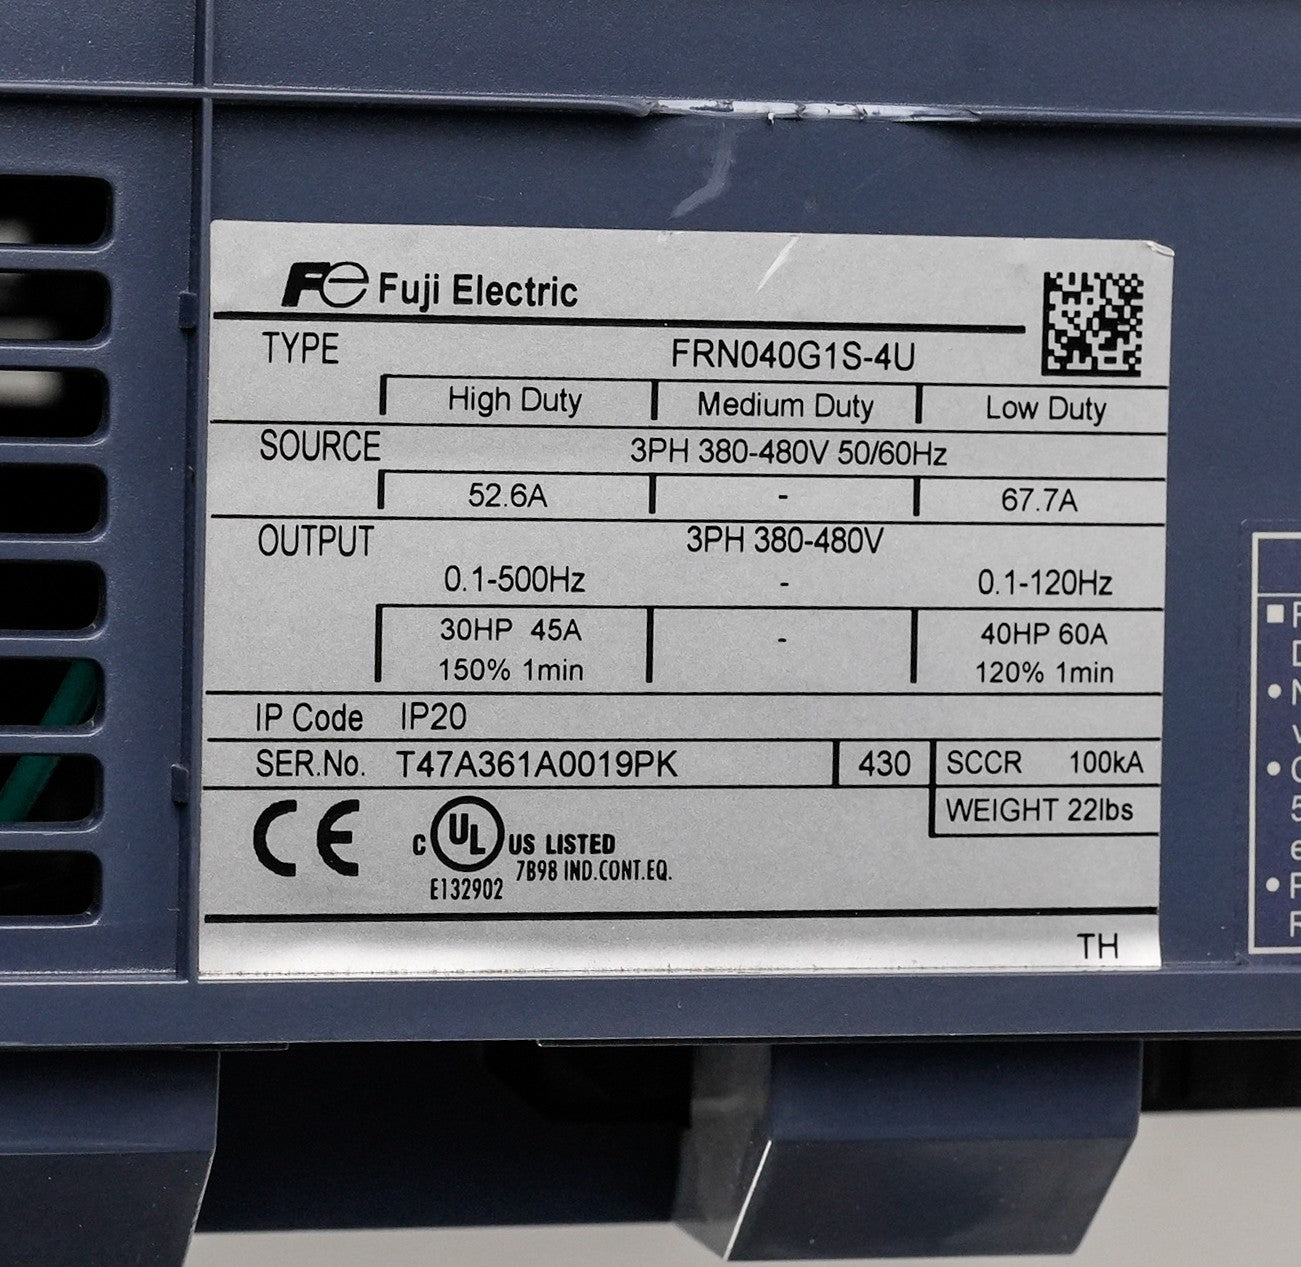 Fe Fuji Electric
TYPE FRN040G1S-4U
High Duty Medium Duty Low Duty
SOURCE 3PH 380-480V 50/60Hz
52.6A - 67.7A
OUTPUT 3PH 380-480V
0.1-500Hz - 0.1-120Hz
30HP 45A - 40HP 60A
150% 1min 120% 1min
IP Code IP20
SER.No. T47A361A0019PK 430 SCCR 100kA
WEIGHT 22lbs
CE C UL US LISTED
7B98 IND.CONT.EQ.
E132902
TH